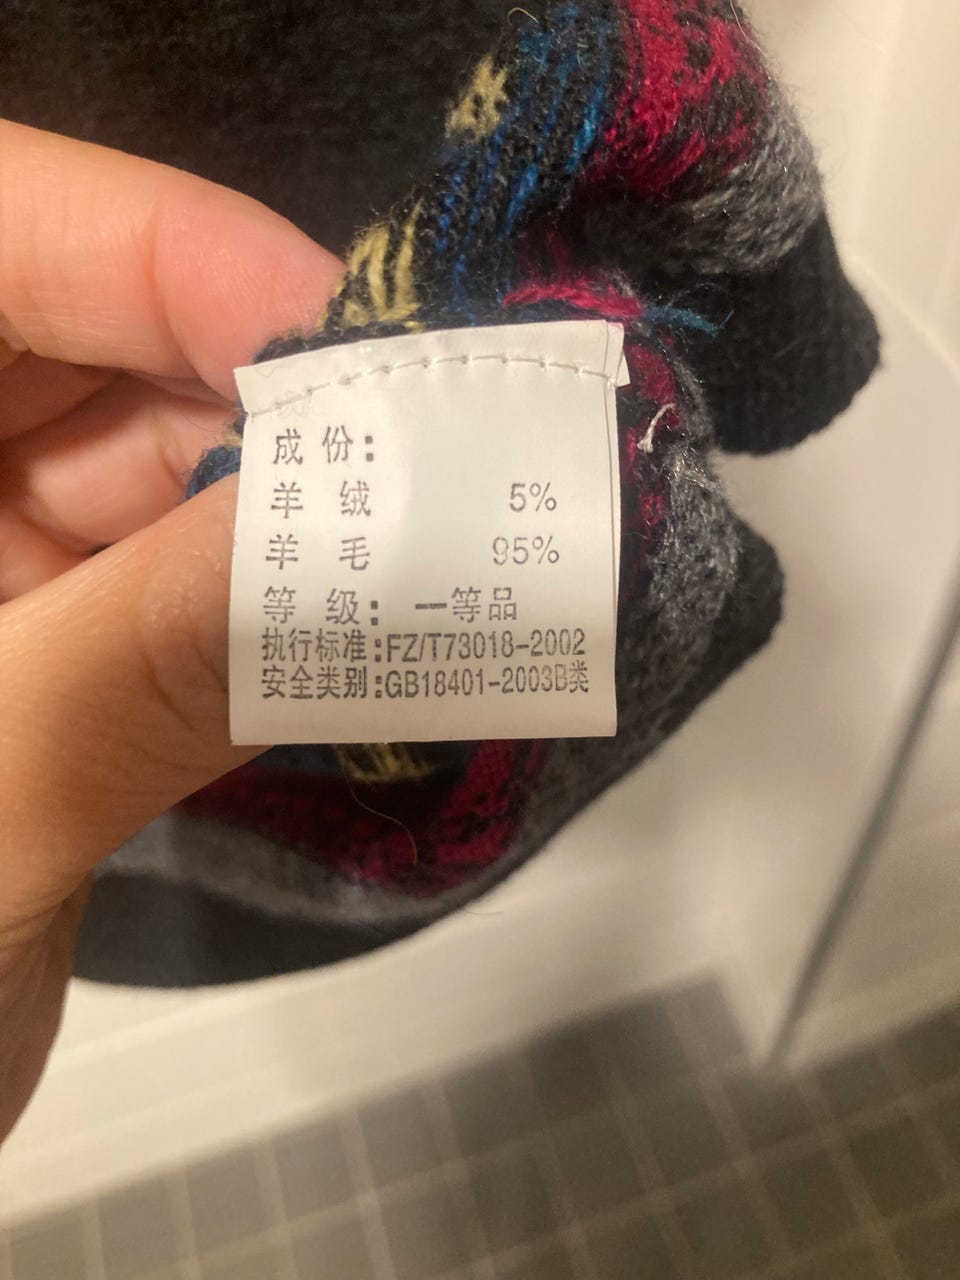 成份:
羊绒 5%
羊毛 95%
等级: 一等品
执行标准:FZ/T73018-2002
安全类别:GB18401-2003B类